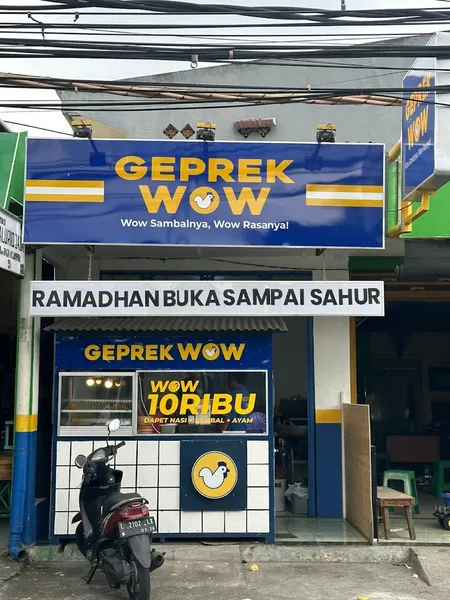 GEPREK
WOW
GEPREK
WOW
Wow Sambalnya, Wow Rasanya!
RAMADHAN BUKA SAMPAI SAHUR
GEPREK WOW
WOW
10RIBU
DAPET NASI + SAMBAL + AYAM